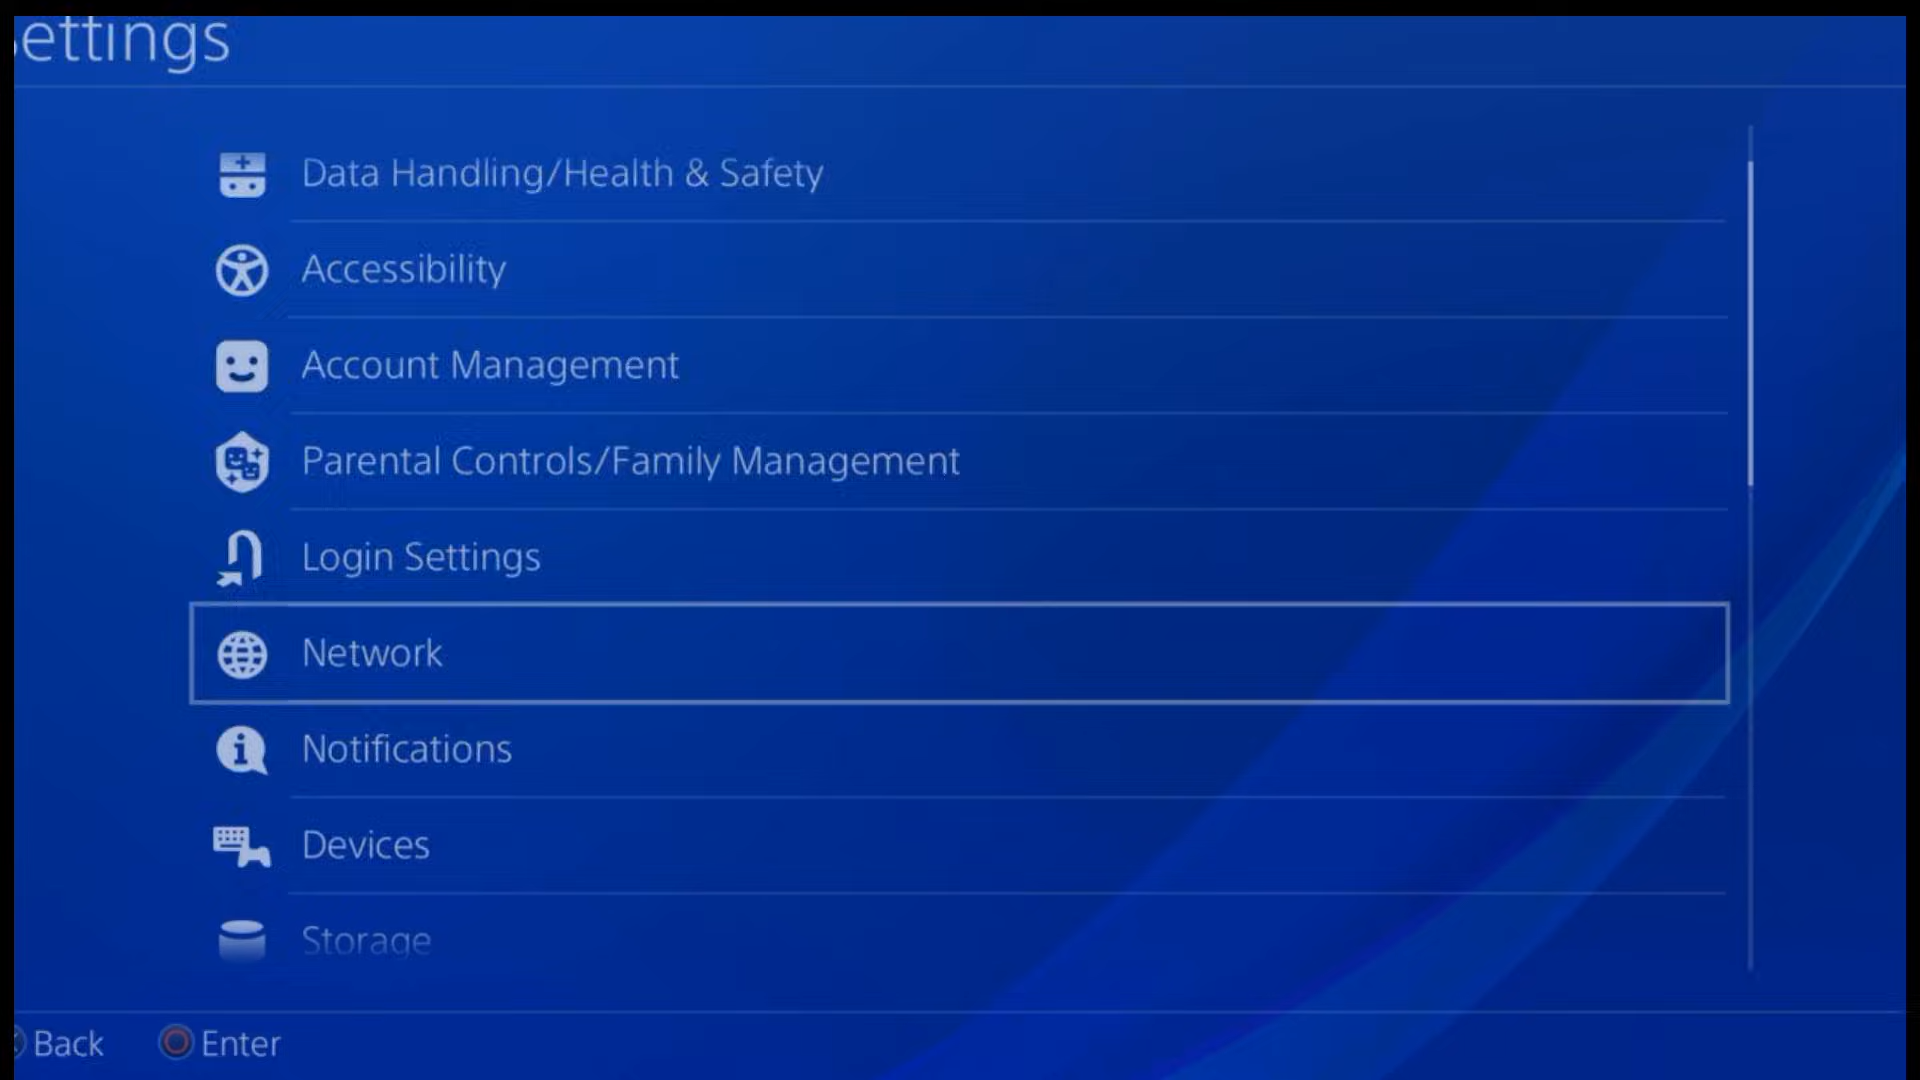 ettings
Data Handling/Health & Safety
Accessibility
Account Management
Parental Controls/Family Management
Login Settings
Network
Notifications
Devices
Storage
Back
Enter